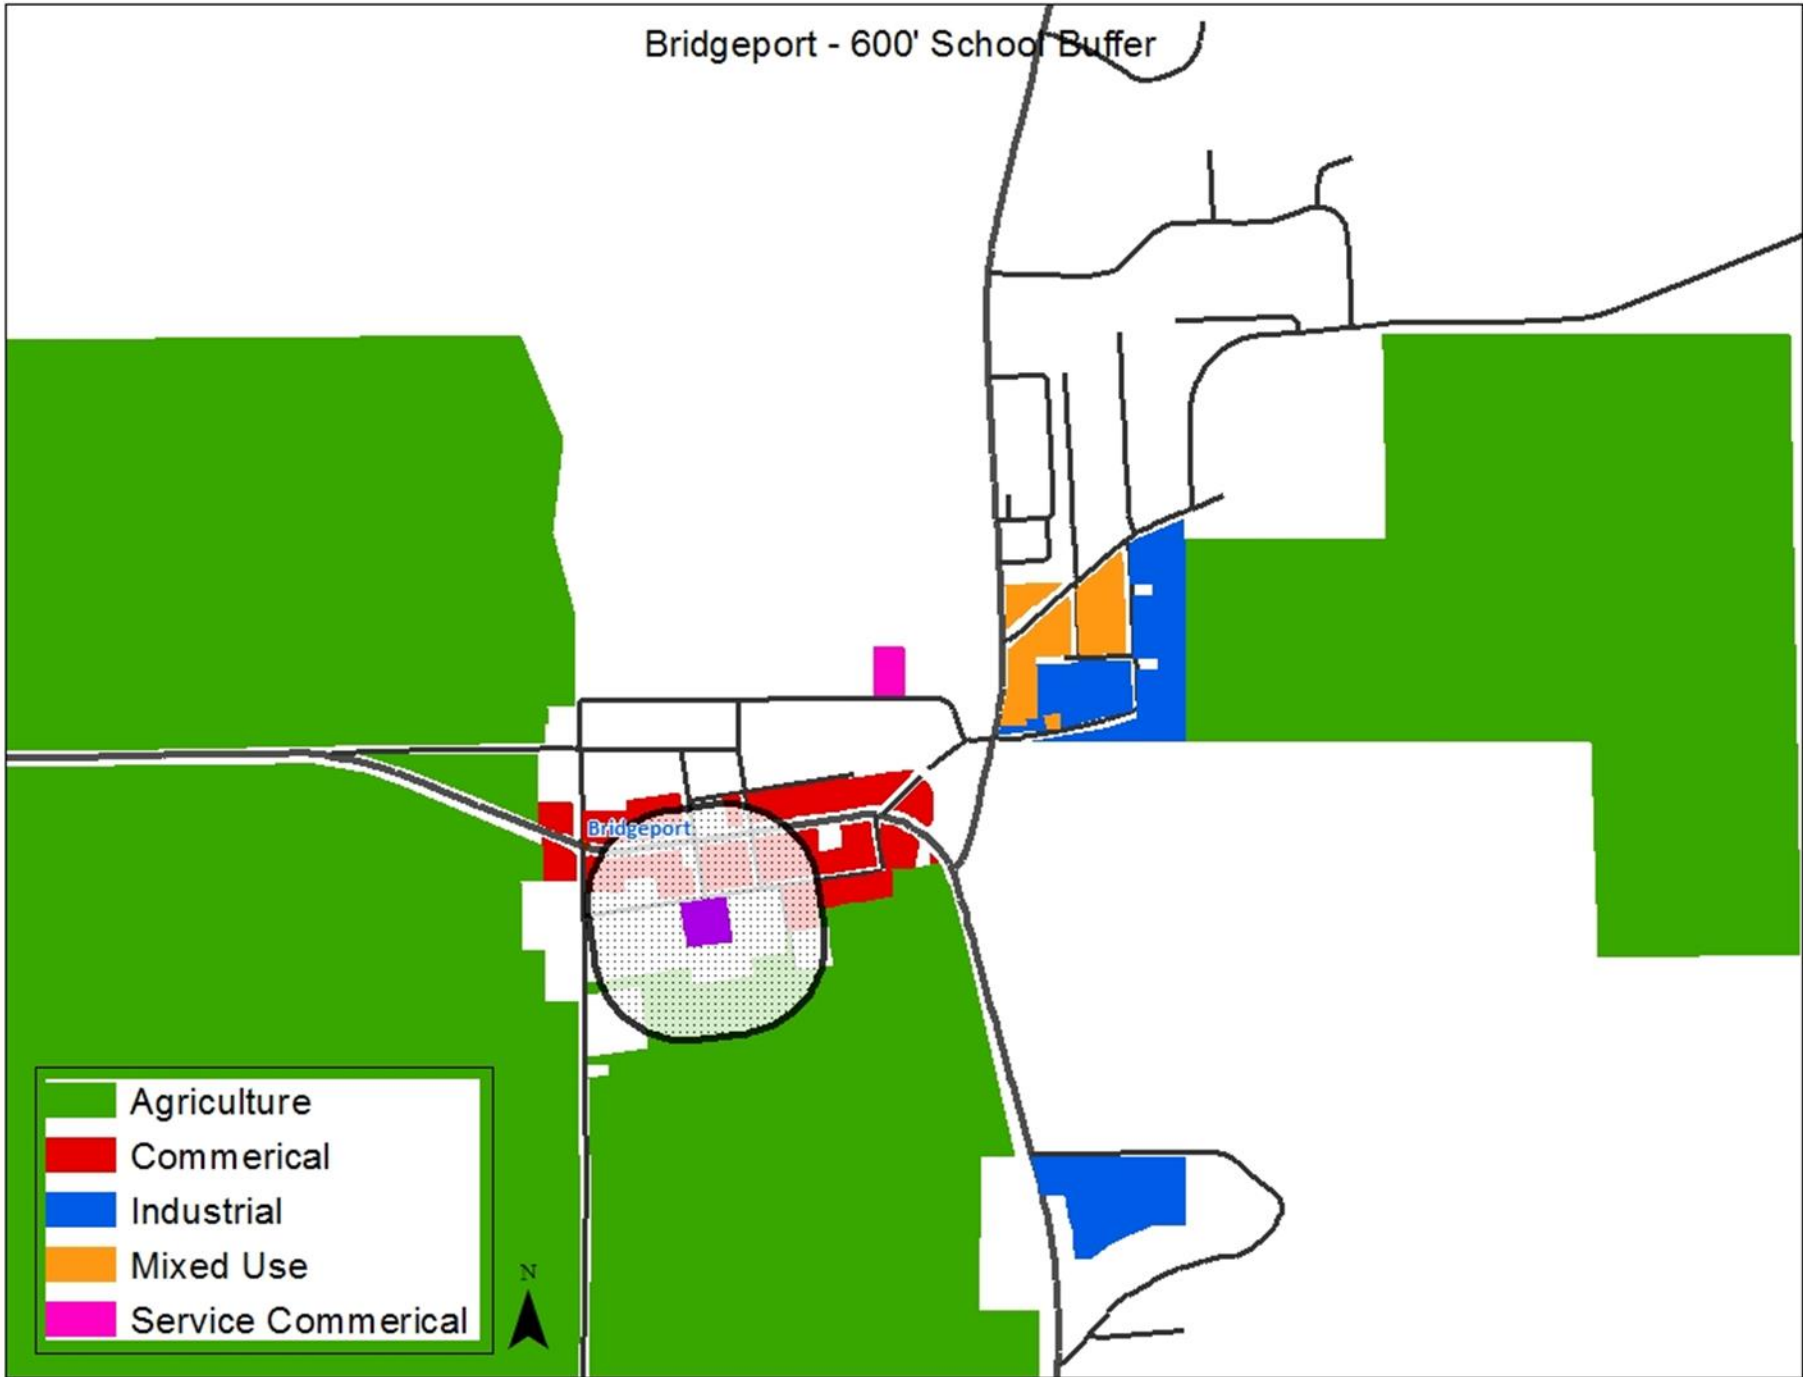 Bridgeport - 600' School Buffer
Bridgeport
Agriculture
Commerical
Industrial
Mixed Use
Service Commerical
N